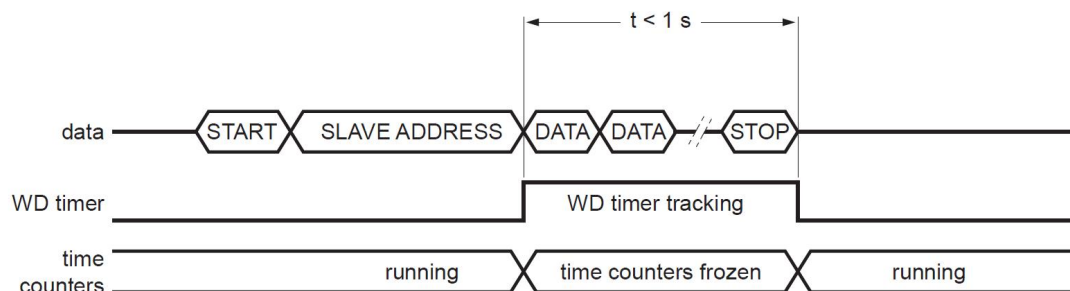 t < 1 s
data START SLAVE ADDRESS DATA DATA STOP
WD timer WD timer tracking
time
counters running time counters frozen running